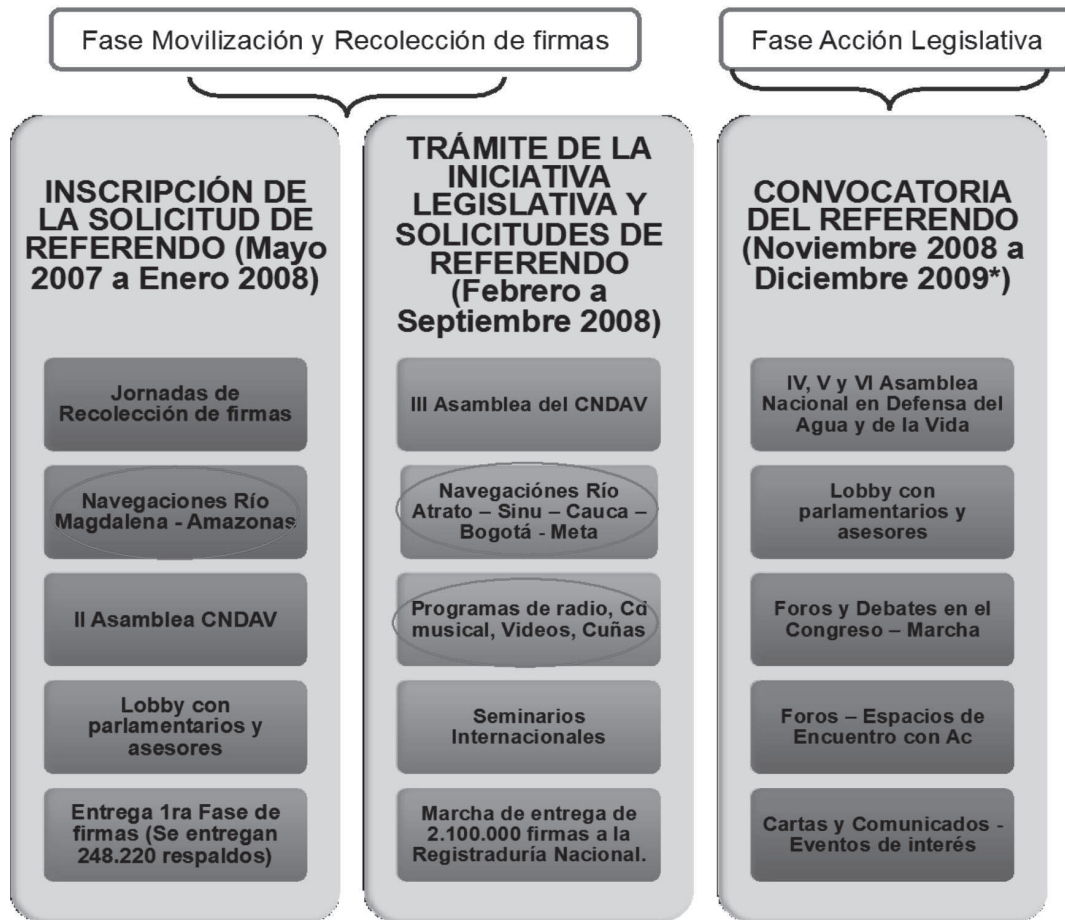 Fase Movilización y Recolección de firmas
Fase Acción Legislativa
INSCRIPCIÓN DE
LA SOLICITUD DE
REFERENDO (Mayo
2007 a Enero 2008)
Jornadas de
Recolección de firmas
Navegaciones Río
Magdalena - Amazonas
II Asamblea CNDAV
Lobby con
parlamentarios y
asesores
Entrega 1ra Fase de
firmas (Se entregan
248.220 respaldos)
TRÁMITE DE LA
INICIATIVA
LEGISLATIVA Y
SOLICITUDES DE
REFERENDO
(Febrero a
Septiembre 2008)
III Asamblea del CNDAV
Navegaciónes Río
Atrato – Sinu – Cauca –
Bogotá - Meta
Programas de radio, Cd
musical, Videos, Cuñas
Seminarios
Internacionales
Marcha de entrega de
2.100.000 firmas a la
Registraduría Nacional.
CONVOCATORIA
DEL REFERENDO
(Noviembre 2008 a
Diciembre 2009*)
IV, V y VI Asamblea
Nacional en Defensa del
Agua y de la Vida
Lobby con
parlamentarios y
asesores
Foros y Debates en el
Congreso – Marcha
Foros – Espacios de
Encuentro con Ac
Cartas y Comunicados -
Eventos de interés